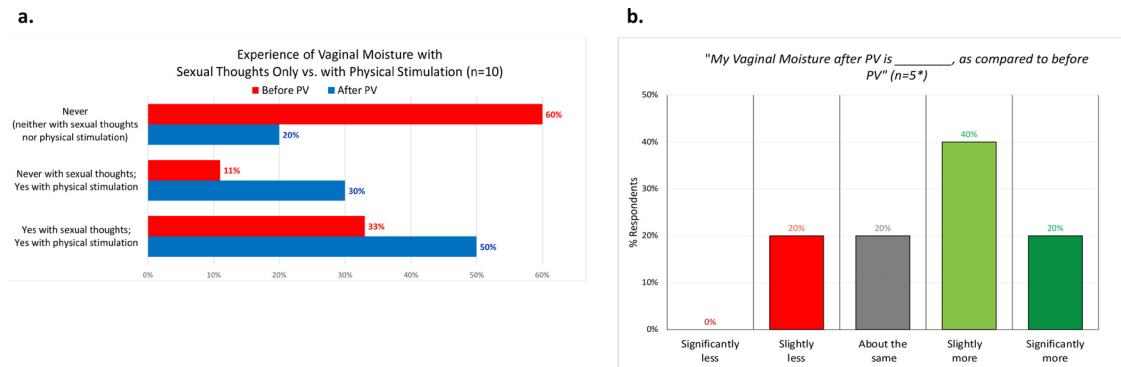 a.
Experience of Vaginal Moisture with
Sexual Thoughts Only vs. with Physical Stimulation (n=10)
Before PV After PV
Never
(neither with sexual thoughts
nor physical stimulation)
60%
20%
Never with sexual thoughts;
Yes with physical stimulation
11%
30%
Yes with sexual thoughts;
Yes with physical stimulation
33%
50%
0% 10% 20% 30% 40% 50% 60%
b.
"My Vaginal Moisture after PV is ________, as compared to before
PV" (n=5*)
% Respondents
50%
40%
30%
20%
10%
0%
0%
20%
20%
40%
20%
Significantly
less
Slightly
less
About the
same
Slightly
more
Significantly
more